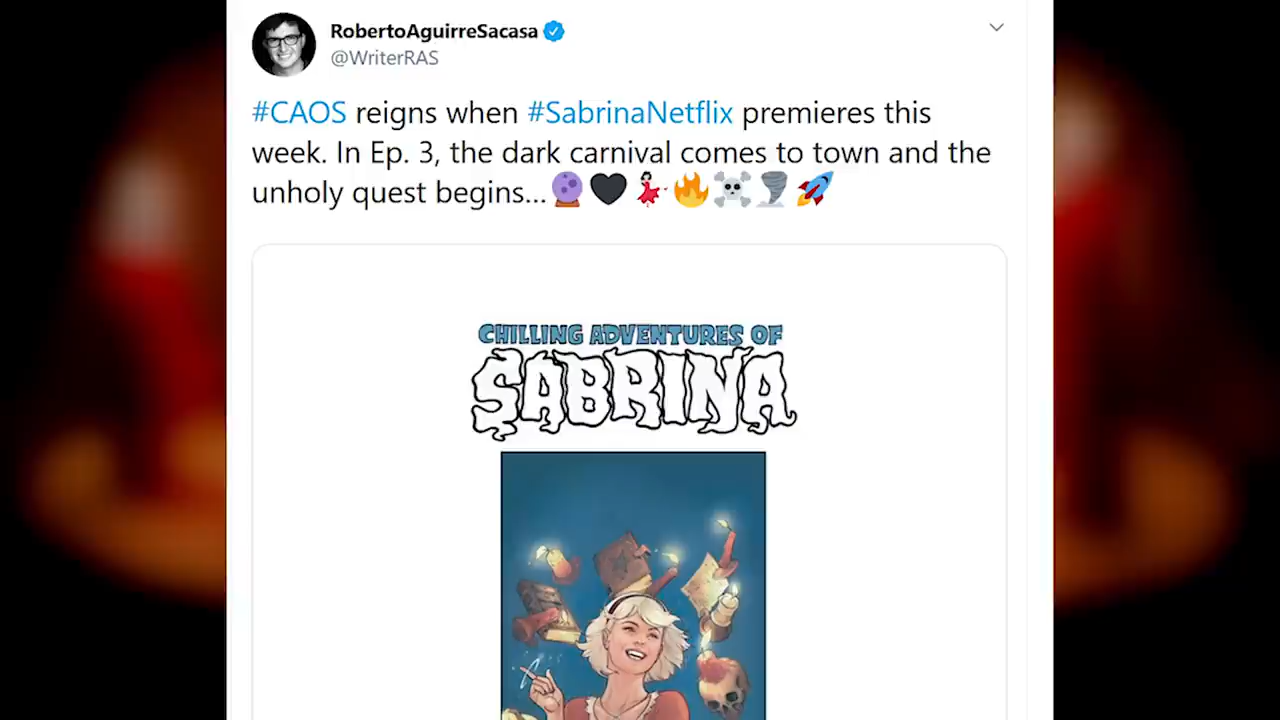 RobertoAguirreSacasa
@WriterRAS
#CAOS reigns when #SabrinaNetflix premieres this
week. In Ep. 3, the dark carnival comes to town and the
unholy quest begins...🔮🖤💃🔥☠️🌪️🚀
CHILLING ADVENTURES OF
SABRINA